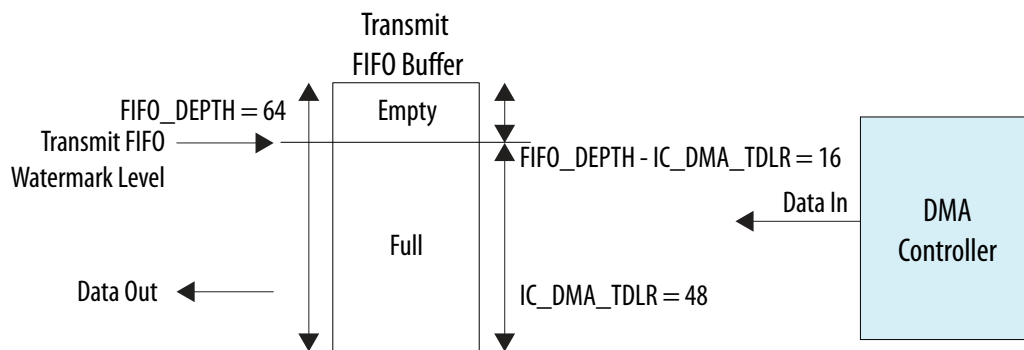 Transmit
FIFO Buffer
FIFO_DEPTH = 64
Empty
Transmit FIFO
Watermark Level
FIFO_DEPTH - IC_DMA_TDLR = 16
Data In
DMA
Controller
Full
Data Out
IC_DMA_TDLR = 48